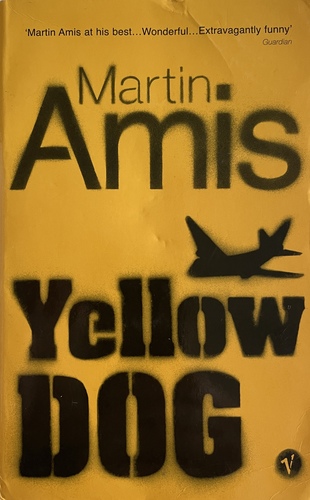 ‘Martin Amis at his best...Wonderful...Extravagantly funny’
Guardian
Martin
Amis
Yellow
DOG
V